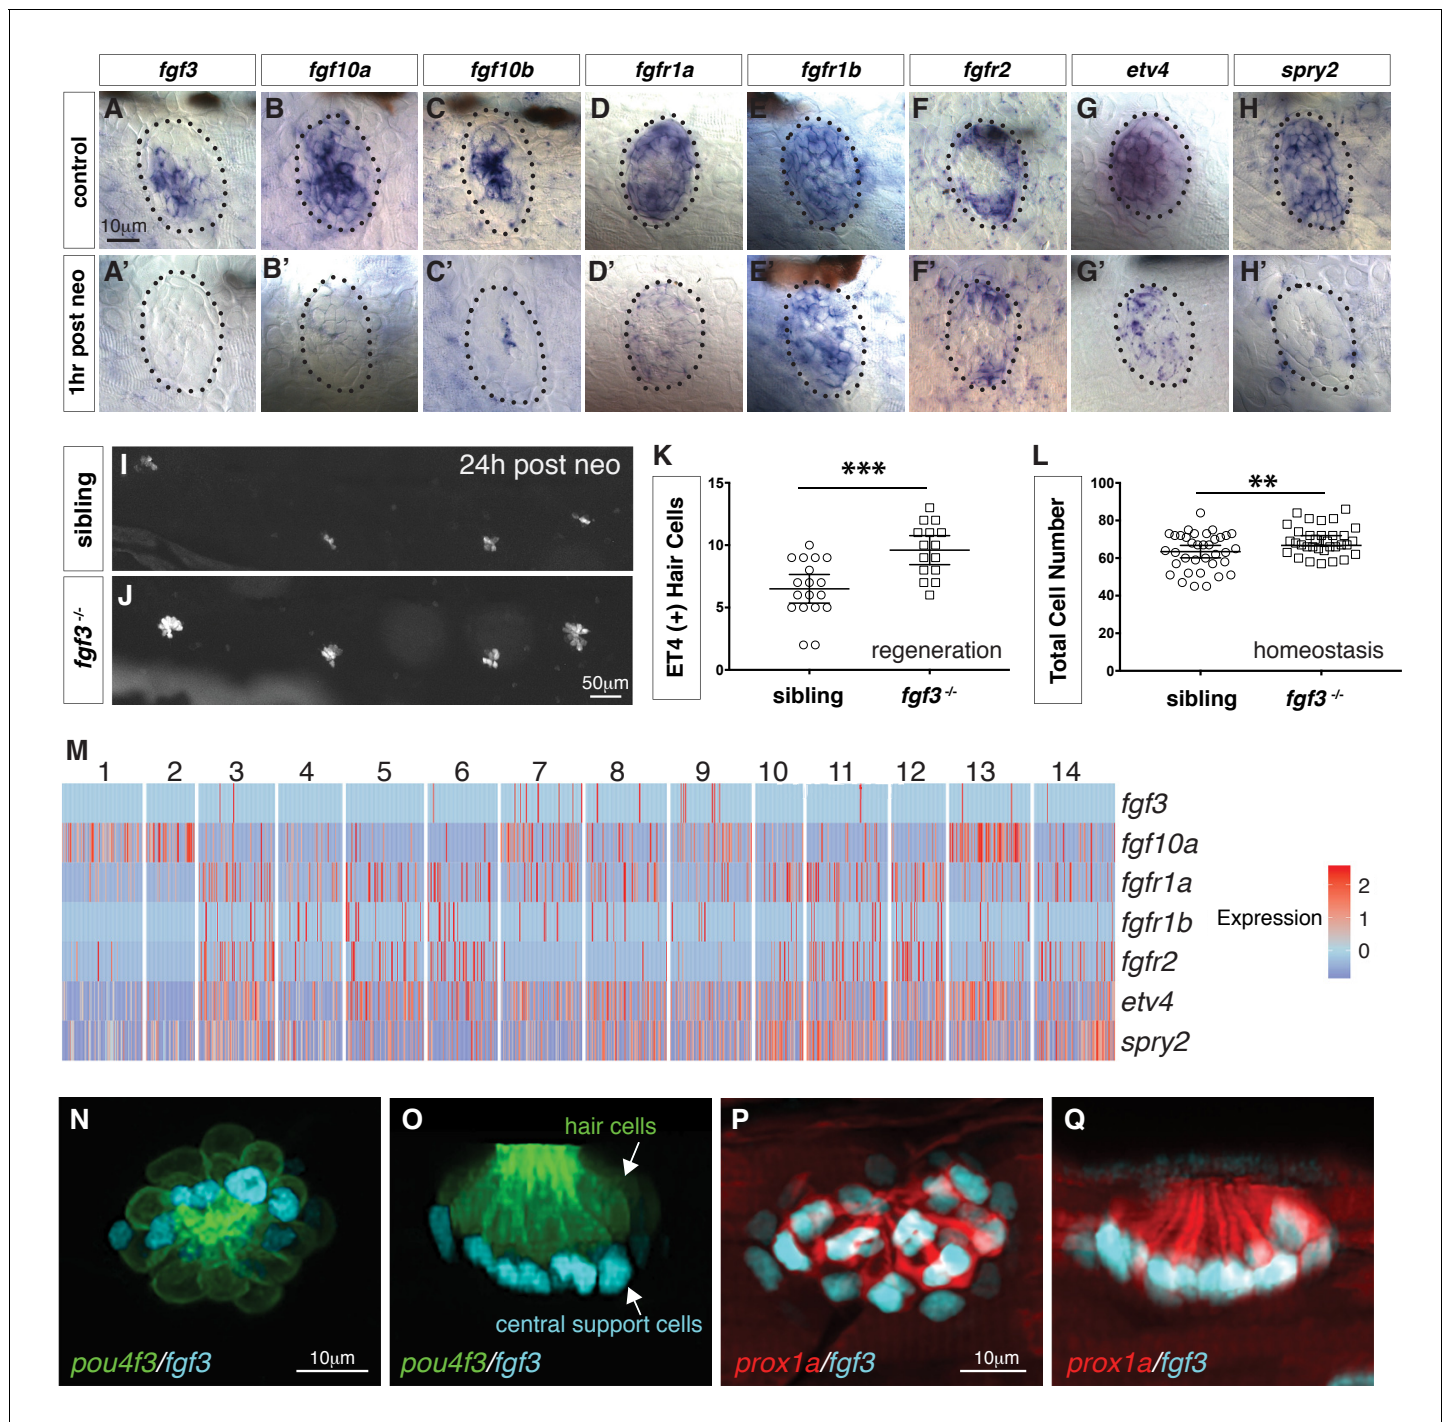 fgf3 fgf10a fgf10b fgfr1a fgfr1b fgfr2 etv4 spry2
control
A B C D E F G H
10µm
1hr post neo
A' B' C' D' E' F' G' H'
sibling
I 24h post neo
fgf3 -/-
J
50µm
K
ET4 (+) Hair Cells
15
10
5
0
***
regeneration
sibling fgf3 -/-
L
Total Cell Number
100
80
60
40
20
0
**
homeostasis
sibling fgf3 -/-
M
1 2 3 4 5 6 7 8 9 10 11 12 13 14
fgf3
fgf10a
fgfr1a
fgfr1b
fgfr2
etv4
spry2
Expression
2
1
0
N
pou4f3/fgf3
10µm
O
hair cells
central support cells
pou4f3/fgf3
P
prox1a/fgf3
10µm
Q
prox1a/fgf3